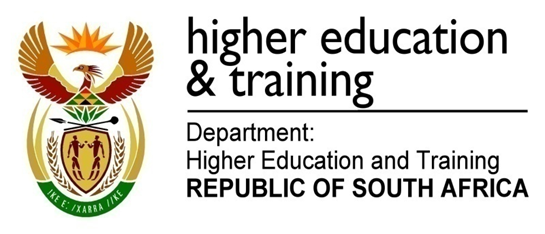 higher education
& training
Department:
Higher Education and Training
REPUBLIC OF SOUTH AFRICA
!KE E: /XARRA //KE